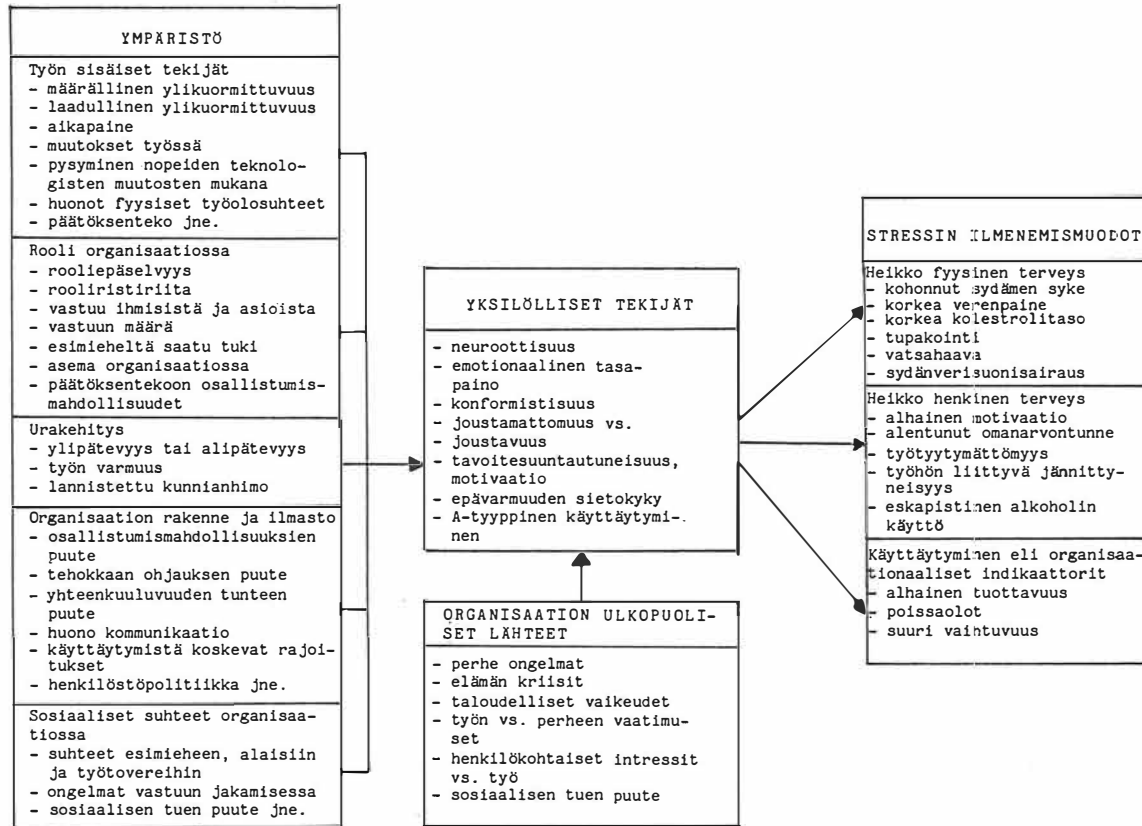 YMPÄRISTÖ
Työn sisäiset tekijät
- määrällinen ylikuormittuvuus
- laadullinen ylikuormittuvuus
- aikapaine
- muutokset työssä
- pysyminen nopeiden teknolo-
gisten muutosten mukana
- huonot fyysiset työolosuhteet
- päätöksenteko jne.
Rooli organisaatiossa
- rooliepäselvyys
- rooliristiriita
- vastuu ihmisistä ja asioista
- vastuun määrä
- esimieheltä saatu tuki
- asema organisaatiossa
- päätöksentekoon osallistumis-
mahdollisuudet
Urakehitys
- ylipätevyys tai alipätevyys
- työn varmuus
- lannistettu kunnianhimo
Organisaation rakenne ja ilmasto
- osallistumismahdollisuuksien
puute
- tehokkaan ohjauksen puute
- yhteenkuuluvuuden tunteen
puute
- huono kommunikaatio
- käyttäytymistä koskevat rajoi-
tukset
- henkilöstöpolitiikka jne.
Sosiaaliset suhteet organisaa-
tiossa
- suhteet esimieheen, alaisiin
ja työtovereihin
- ongelmat vastuun jakamisessa
- sosiaalisen tuen puute jne.
YKSILÖLLISET TEKIJÄT
- neuroottisuus
- emotionaalinen tasa-
paino
- konformistisuus
- joustamattomuus vs.
- joustavuus
- tavoitesuuntautuneisuus,
motivaatio
- epävarmuuden sietokyky
- A-tyyppinen käyttäytymi-.
nen
ORGANISAATION ULKOPUOLI-
SET LÄHTEET
- perhe ongelmat
- elämän kriisit
- taloudelliset vaikeudet
- työn vs. perheen vaatimu-
set
- henkilökohtaiset intressit
vs. työ
- sosiaalisen tuen puute
STRESSIN ILMENEMISMUODOT
Heikko fyysinen terveys
- kohonnut sydämen syke
- korkea verenpaine
- korkea kolestrolitaso
- tupakointi
- vatsahaava
- sydänverisuonisairaus
Heikko henkinen terveys
- alhainen motivaatio
- alentunut omanarvontunne
- työtyytymättömyys
- työhön liittyvä jännitty-
neisyys
- eskapistinen alkoholin
käyttö
Käyttäytyminen eli organisaa-
tionaaliset indikaattorit
- alhainen tuottavuus
- poissaolot
- suuri vaihtuvuus